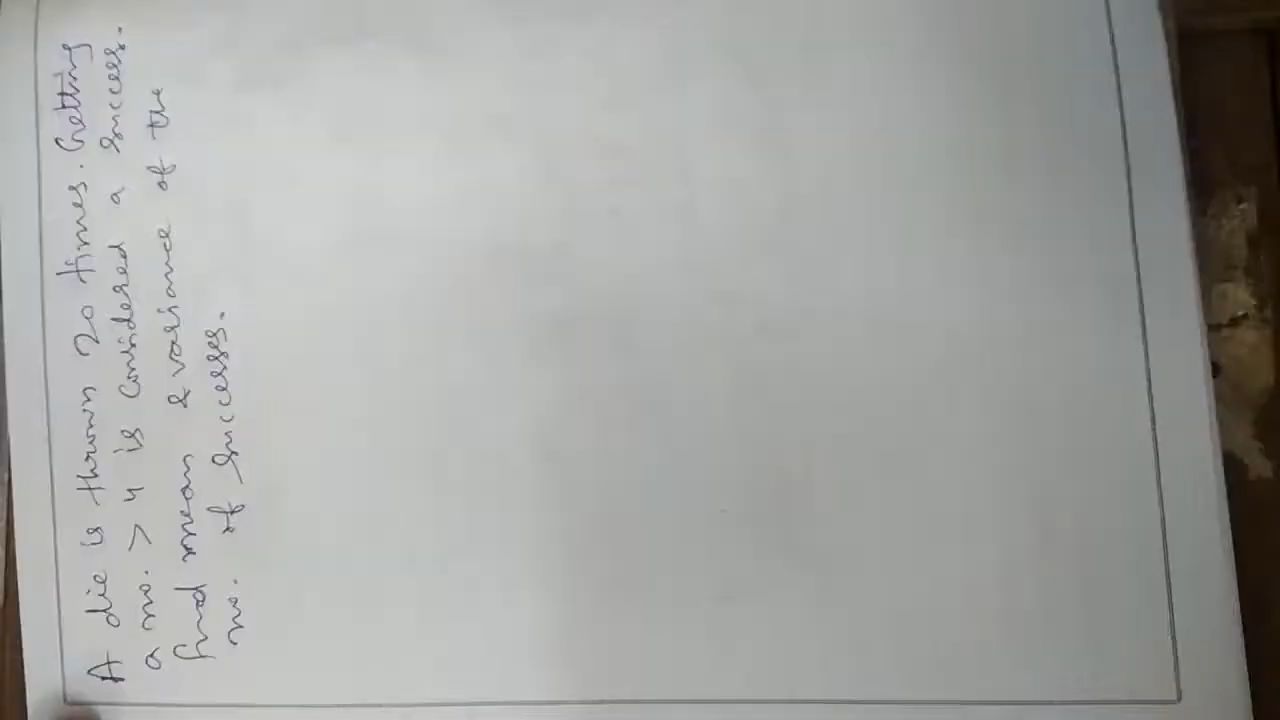 A die is thrown 20 times. Getting
a no. > 4 is considered a success.
find mean & variance of the
no. of successes.